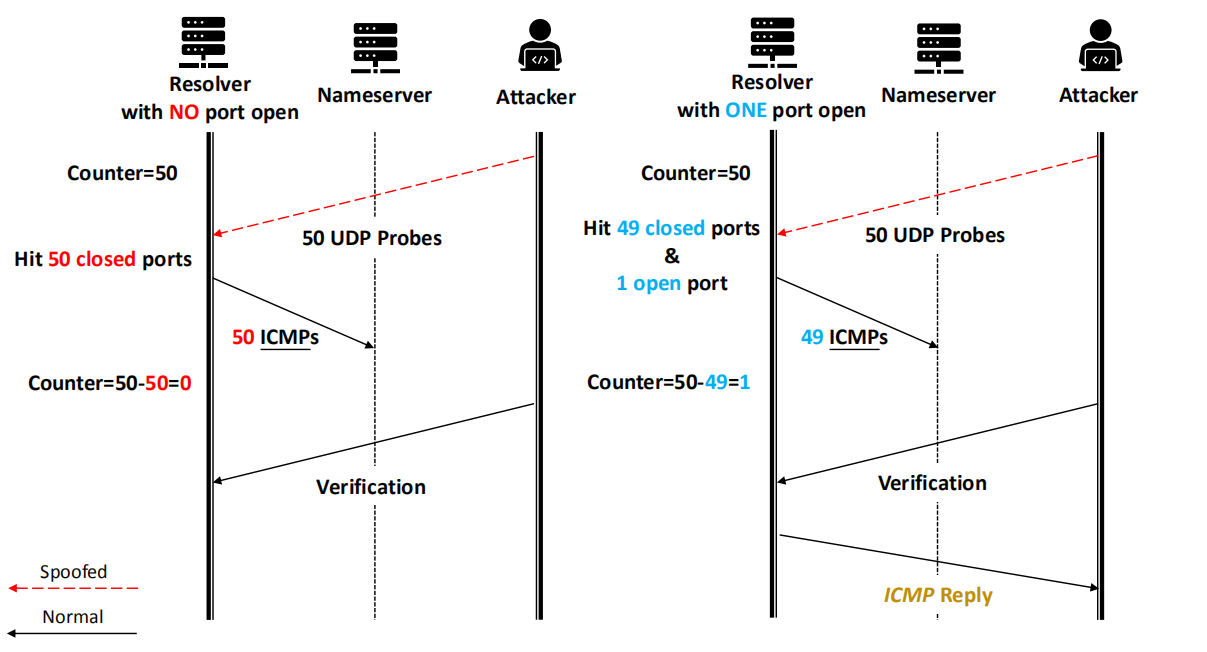 Resolver
with NO port open
Nameserver
Attacker
Counter=50
50 UDP Probes
Hit 50 closed ports
50 ICMPs
Counter=50-50=0
Verification
Spoofed
Normal
Resolver
with ONE port open
Nameserver
Attacker
Counter=50
Hit 49 closed ports
&
1 open port
50 UDP Probes
49 ICMPs
Counter=50-49=1
Verification
ICMP Reply